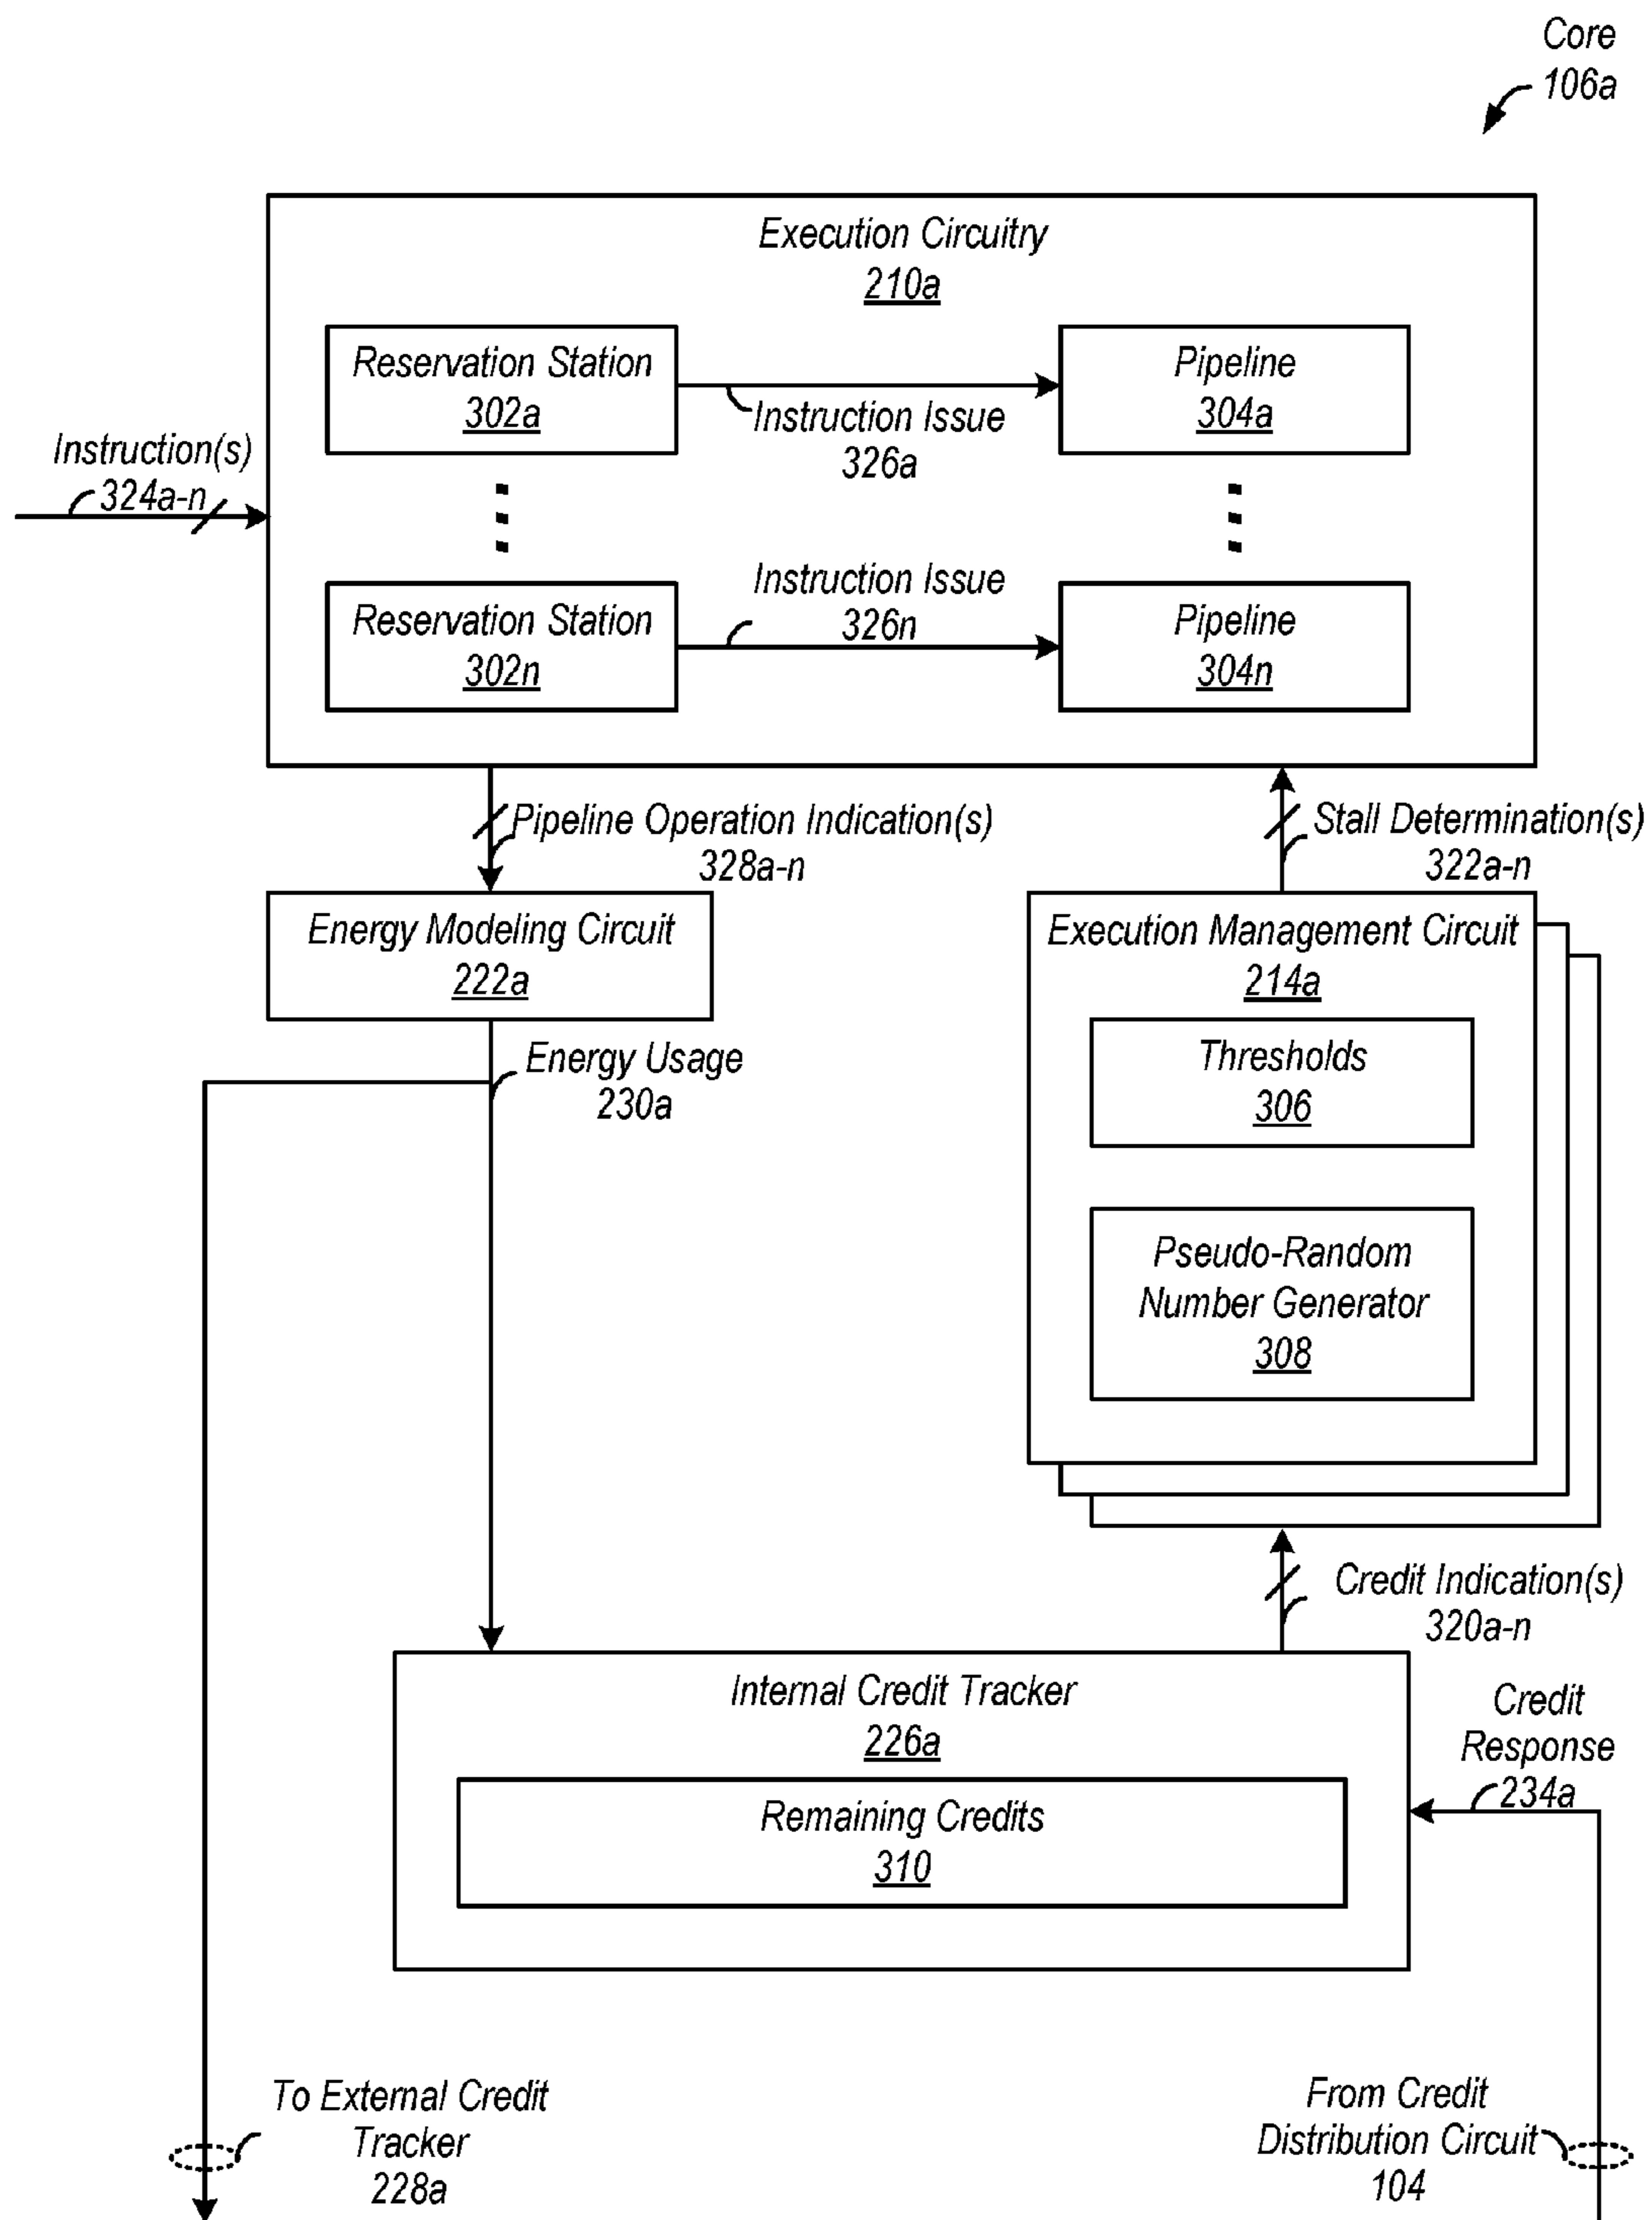 Core
106a
Execution Circuitry
210a
Reservation Station
302a
Instruction Issue
326a
Pipeline
304a
Instruction(s)
324a-n
Reservation Station
302n
Instruction Issue
326n
Pipeline
304n
Pipeline Operation Indication(s)
328a-n
Stall Determination(s)
322a-n
Energy Modeling Circuit
222a
Execution Management Circuit
214a
Thresholds
306
Energy Usage
230a
Pseudo-Random
Number Generator
308
Credit Indication(s)
320a-n
Internal Credit Tracker
226a
Remaining Credits
310
Credit
Response
234a
To External Credit
Tracker
228a
From Credit
Distribution Circuit
104